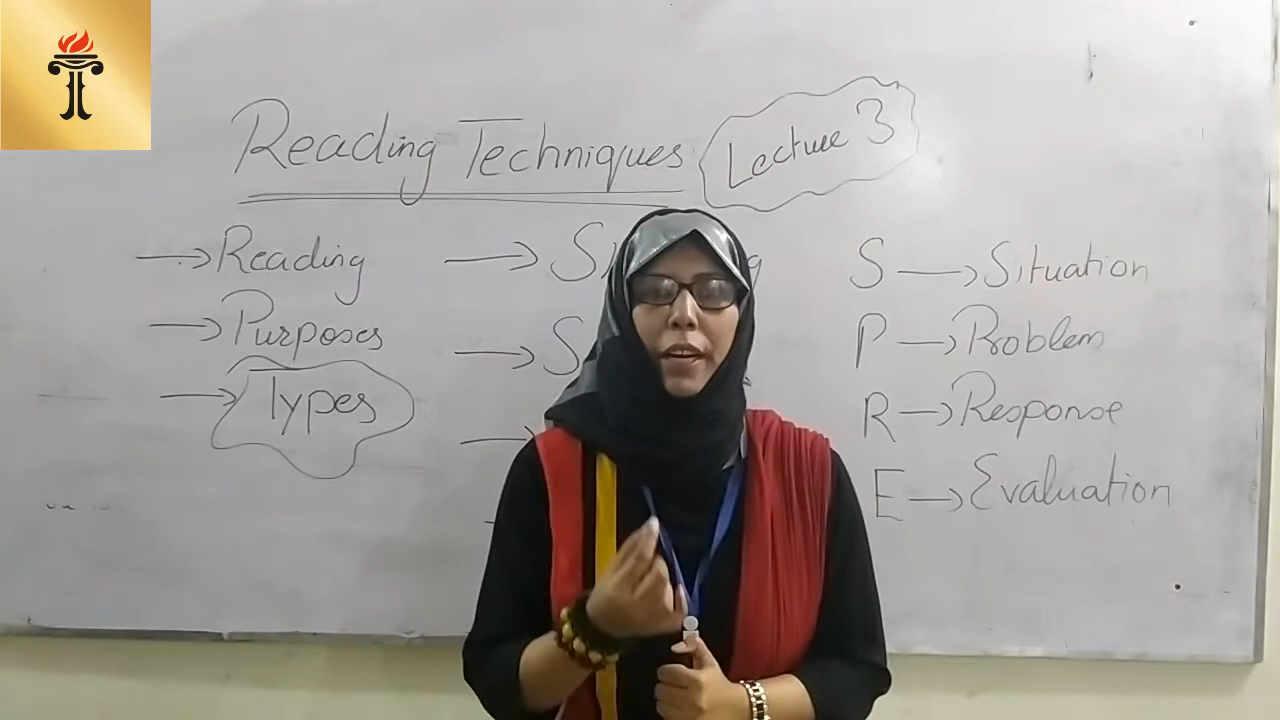 Reading Techniques Lecture 3
→ Reading
→ Purposes
→ Types
S → Situation
P → Problem
R → Response
E → Evaluation